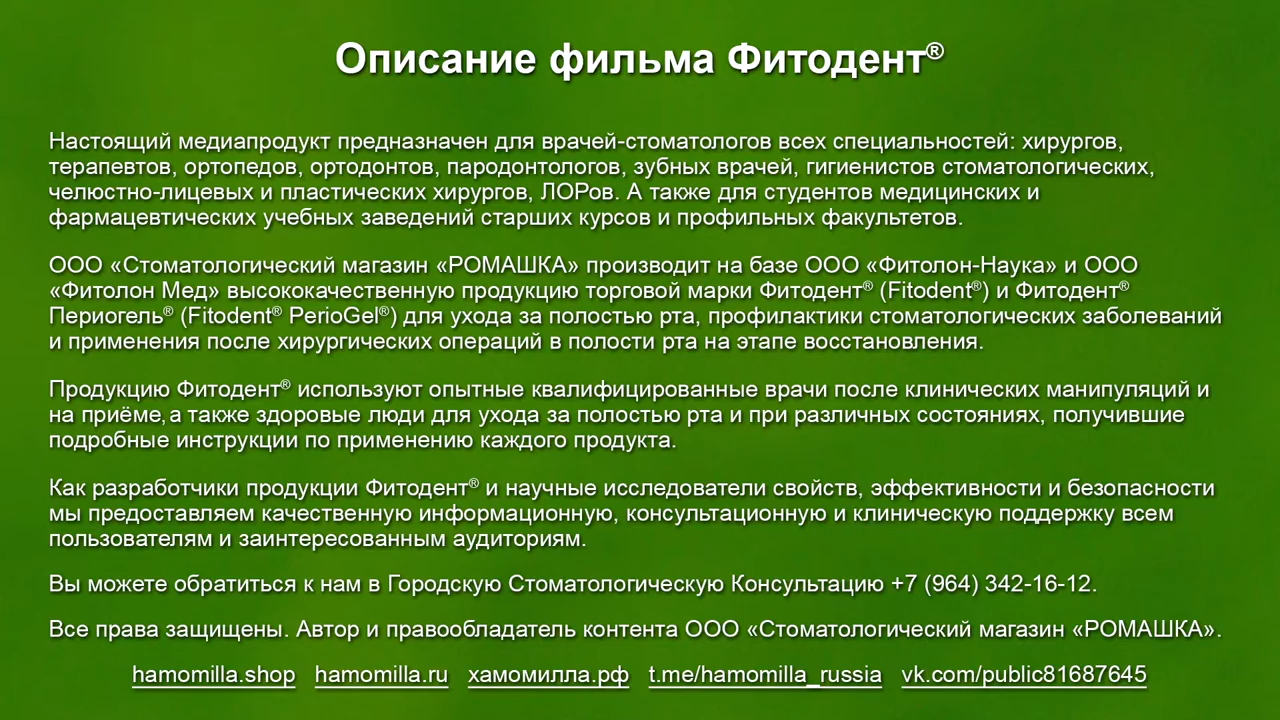 Описание фильма Фитодент®
Настоящий медиапродукт предназначен для врачей-стоматологов всех специальностей: хирургов,
терапевтов, ортопедов, ортодонтов, пародонтологов, зубных врачей, гигиенистов стоматологических,
челюстно-лицевых и пластических хирургов, ЛОРов. А также для студентов медицинских и
фармацевтических учебных заведений старших курсов и профильных факультетов.
ООО «Стоматологический магазин «РОМАШКА» производит на базе ООО «Фитолон-Наука» и ООО
«Фитолон Мед» высококачественную продукцию торговой марки Фитодент® (Fitodent®) и Фитодент®
Периогель® (Fitodent® PerioGel®) для ухода за полостью рта, профилактики стоматологических заболеваний
и применения после хирургических операций в полости рта на этапе восстановления.
Продукцию Фитодент® используют опытные квалифицированные врачи после клинических манипуляций и
на приёме, а также здоровые люди для ухода за полостью рта и при различных состояниях, получившие
подробные инструкции по применению каждого продукта.
Как разработчики продукции Фитодент® и научные исследователи свойств, эффективности и безопасности
мы предоставляем качественную информационную, консультационную и клиническую поддержку всем
пользователям и заинтересованным аудиториям.
Вы можете обратиться к нам в Городскую Стоматологическую Консультацию +7 (964) 342-16-12.
Все права защищены. Автор и правообладатель контента ООО «Стоматологический магазин «РОМАШКА».
hamomilla.shop hamomilla.ru хамомилла.рф t.me/hamomilla_russia vk.com/public81687645